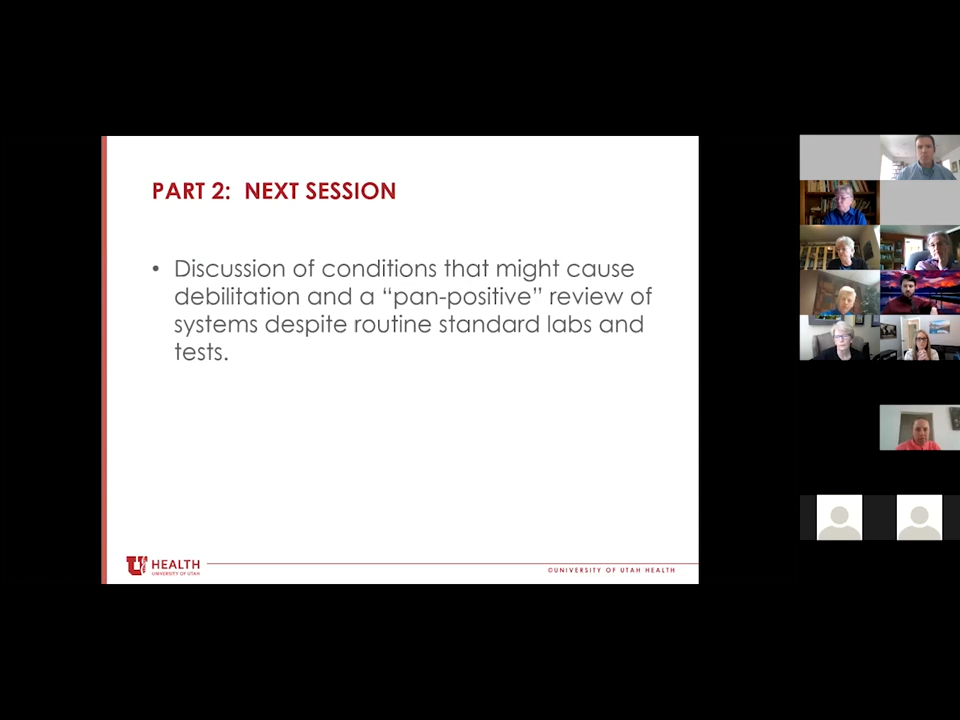 PART 2: NEXT SESSION
• Discussion of conditions that might cause
debilitation and a “pan-positive” review of
systems despite routine standard labs and
tests.
HEALTH
UNIVERSITY OF UTAH
©UNIVERSITY OF UTAH HEALTH